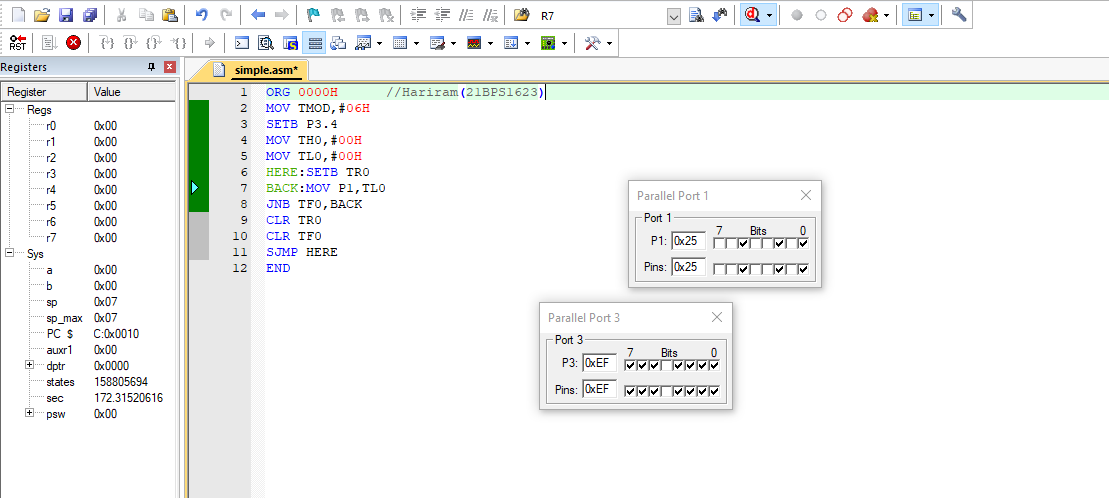 R7
RST
Registers
simple.asm*
Register Value
Regs
r0 0x00
r1 0x00
r2 0x00
r3 0x00
r4 0x00
r5 0x00
r6 0x00
r7 0x00
Sys
a 0x00
b 0x00
sp 0x07
sp_max 0x07
PC $ C:0x0010
auxr1 0x00
dptr 0x0000
states 158805694
sec 172.31520616
psw 0x00
1 ORG 0000H //Hariram(21BPS1623)
2 MOV TMOD,#06H
3 SETB P3.4
4 MOV TH0,#00H
5 MOV TL0,#00H
6 HERE:SETB TR0
7 BACK:MOV P1,TL0
8 JNB TF0,BACK
9 CLR TR0
10 CLR TF0
11 SJMP HERE
12 END
Parallel Port 1
Port 1
7 Bits 0
P1: 0x25
Pins: 0x25
Parallel Port 3
Port 3
7 Bits 0
P3: 0xEF
Pins: 0xEF